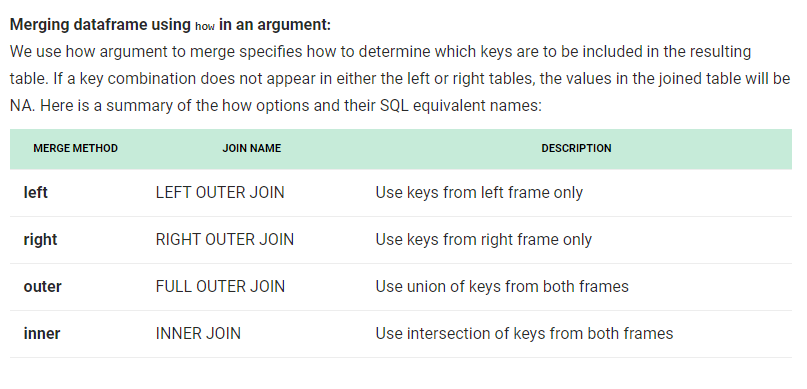 Merging dataframe using how in an argument:
We use how argument to merge specifies how to determine which keys are to be included in the resulting
table. If a key combination does not appear in either the left or right tables, the values in the joined table will be
NA. Here is a summary of the how options and their SQL equivalent names:
MERGE METHOD JOIN NAME DESCRIPTION
left LEFT OUTER JOIN Use keys from left frame only
right RIGHT OUTER JOIN Use keys from right frame only
outer FULL OUTER JOIN Use union of keys from both frames
inner INNER JOIN Use intersection of keys from both frames